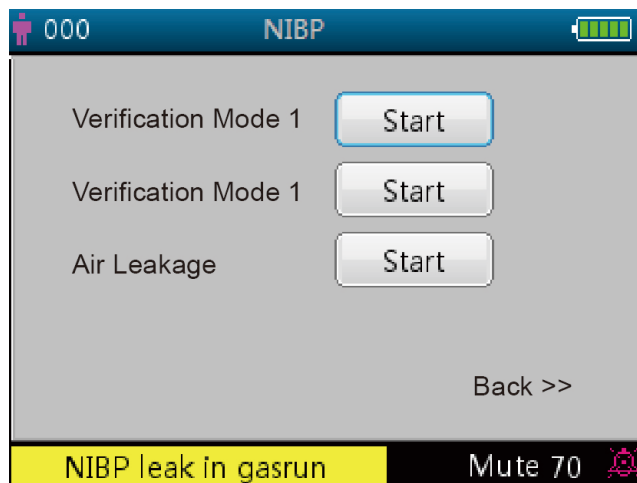 000 NIBP
Verification Mode 1 Start
Verification Mode 1 Start
Air Leakage Start
Back >>
NIBP leak in gasrun Mute 70